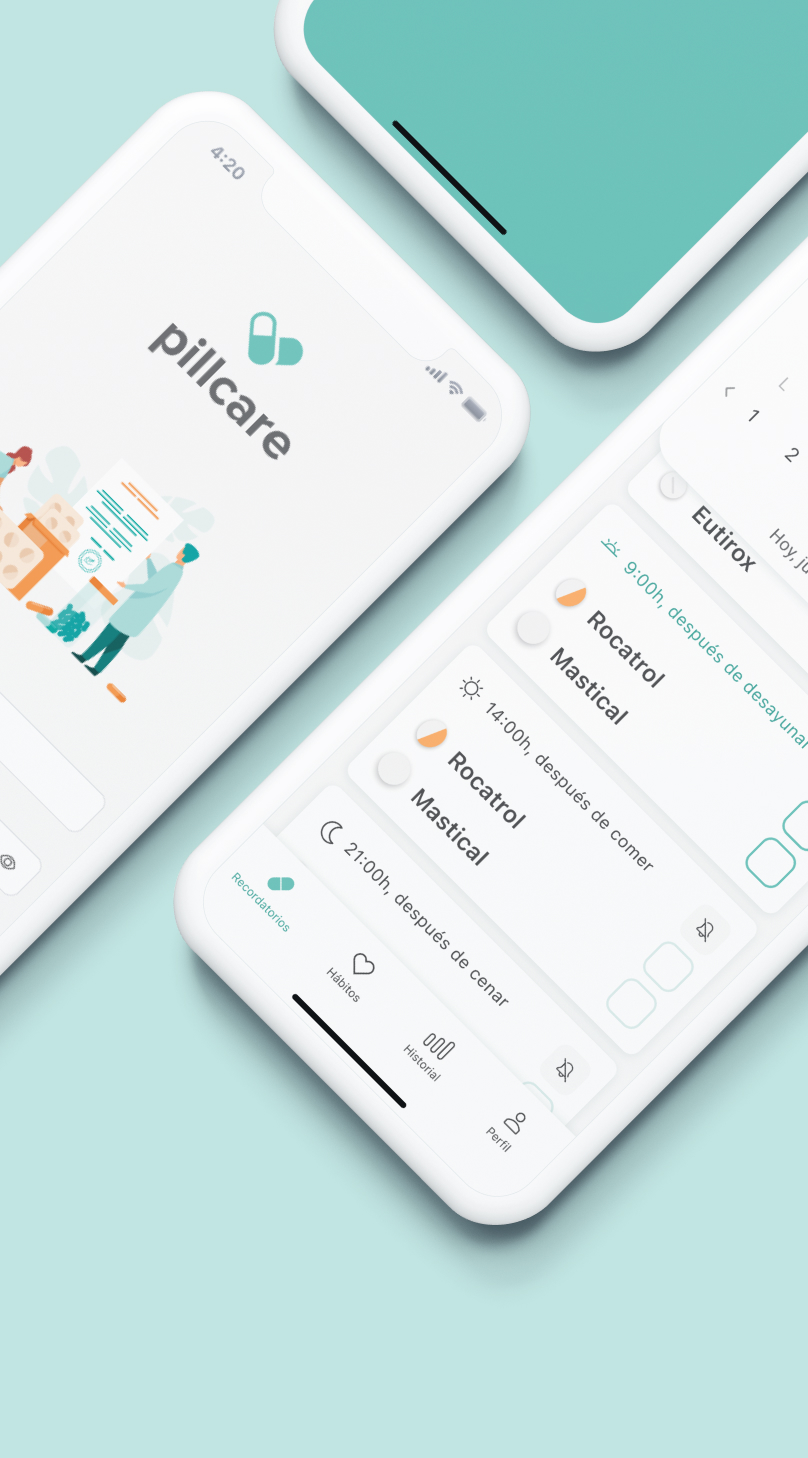 4:20
pillcare
1
2
Hoy, ju
Eutirox
9:00h, después de desayunar
Rocatrol
Mastical
14:00h, después de comer
Rocatrol
Mastical
21:00h, después de cenar
Recordatorios
Hábitos
Historial
Perfil